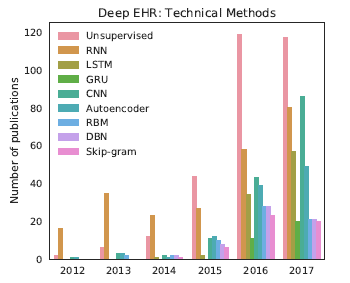 Deep EHR: Technical Methods
Number of publications
120
100
80
60
40
20
0
Unsupervised
RNN
LSTM
GRU
CNN
Autoencoder
RBM
DBN
Skip-gram
2012 2013 2014 2015 2016 2017